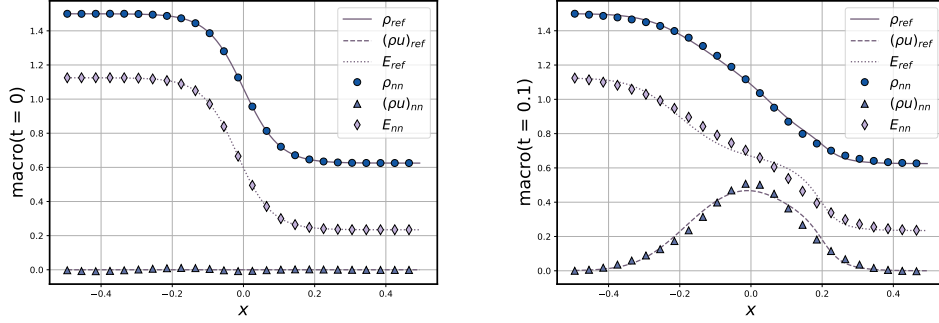 macro(t = 0)
1.4
1.2
1.0
0.8
0.6
0.4
0.2
0.0
−0.4
−0.2
0.0
0.2
0.4
x
ρref
(ρu)ref
Eref
ρnn
(ρu)nn
Enn
macro(t = 0.1)
1.4
1.2
1.0
0.8
0.6
0.4
0.2
0.0
−0.4
−0.2
0.0
0.2
0.4
x
ρref
(ρu)ref
Eref
ρnn
(ρu)nn
Enn